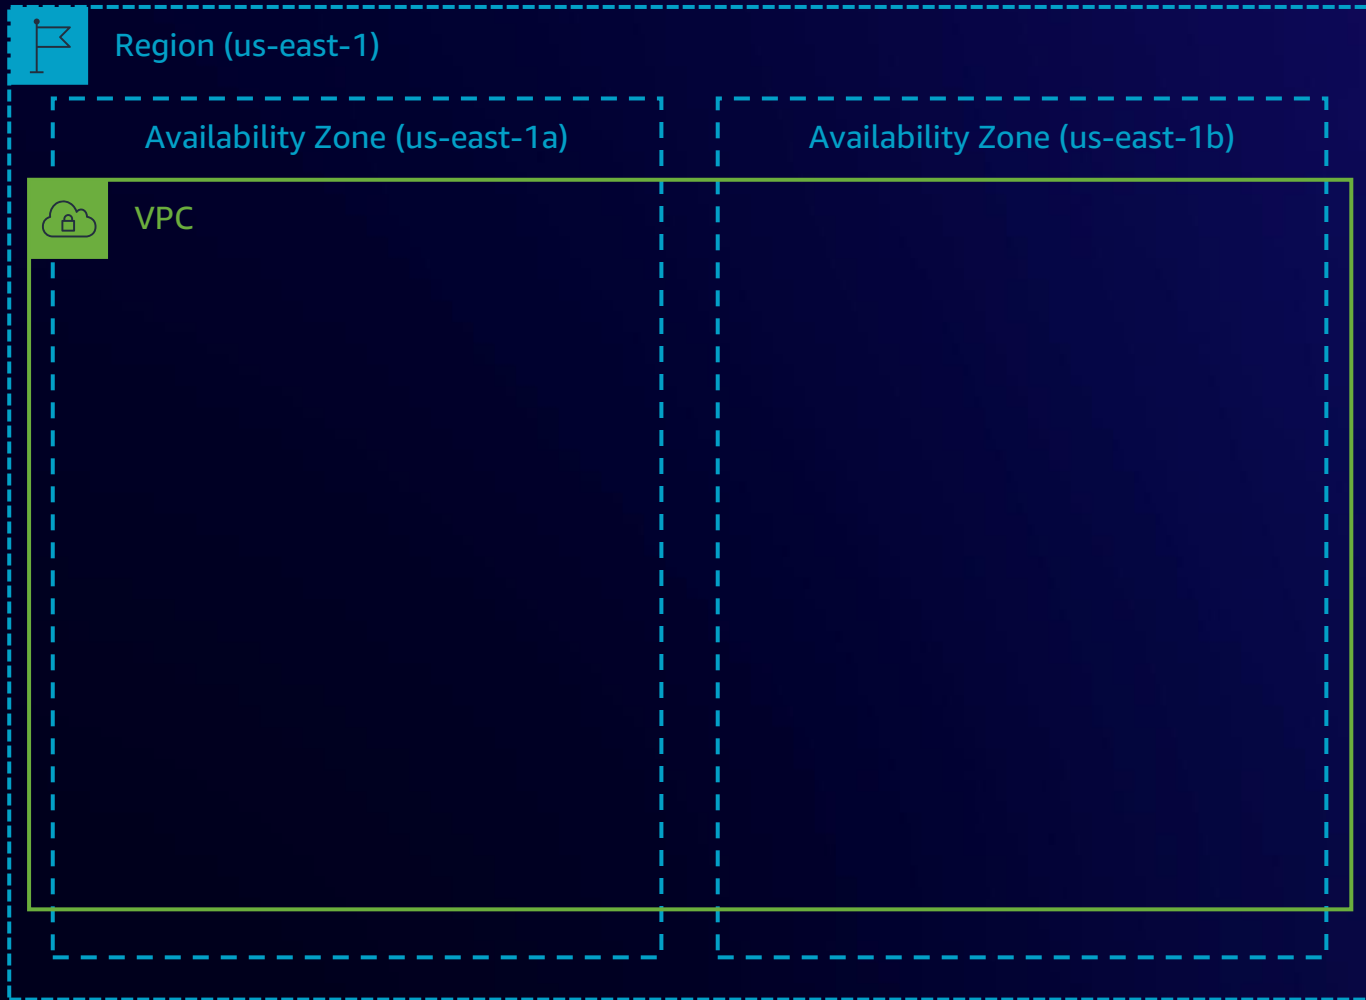 Region (us-east-1)
Availability Zone (us-east-1a)
Availability Zone (us-east-1b)
VPC